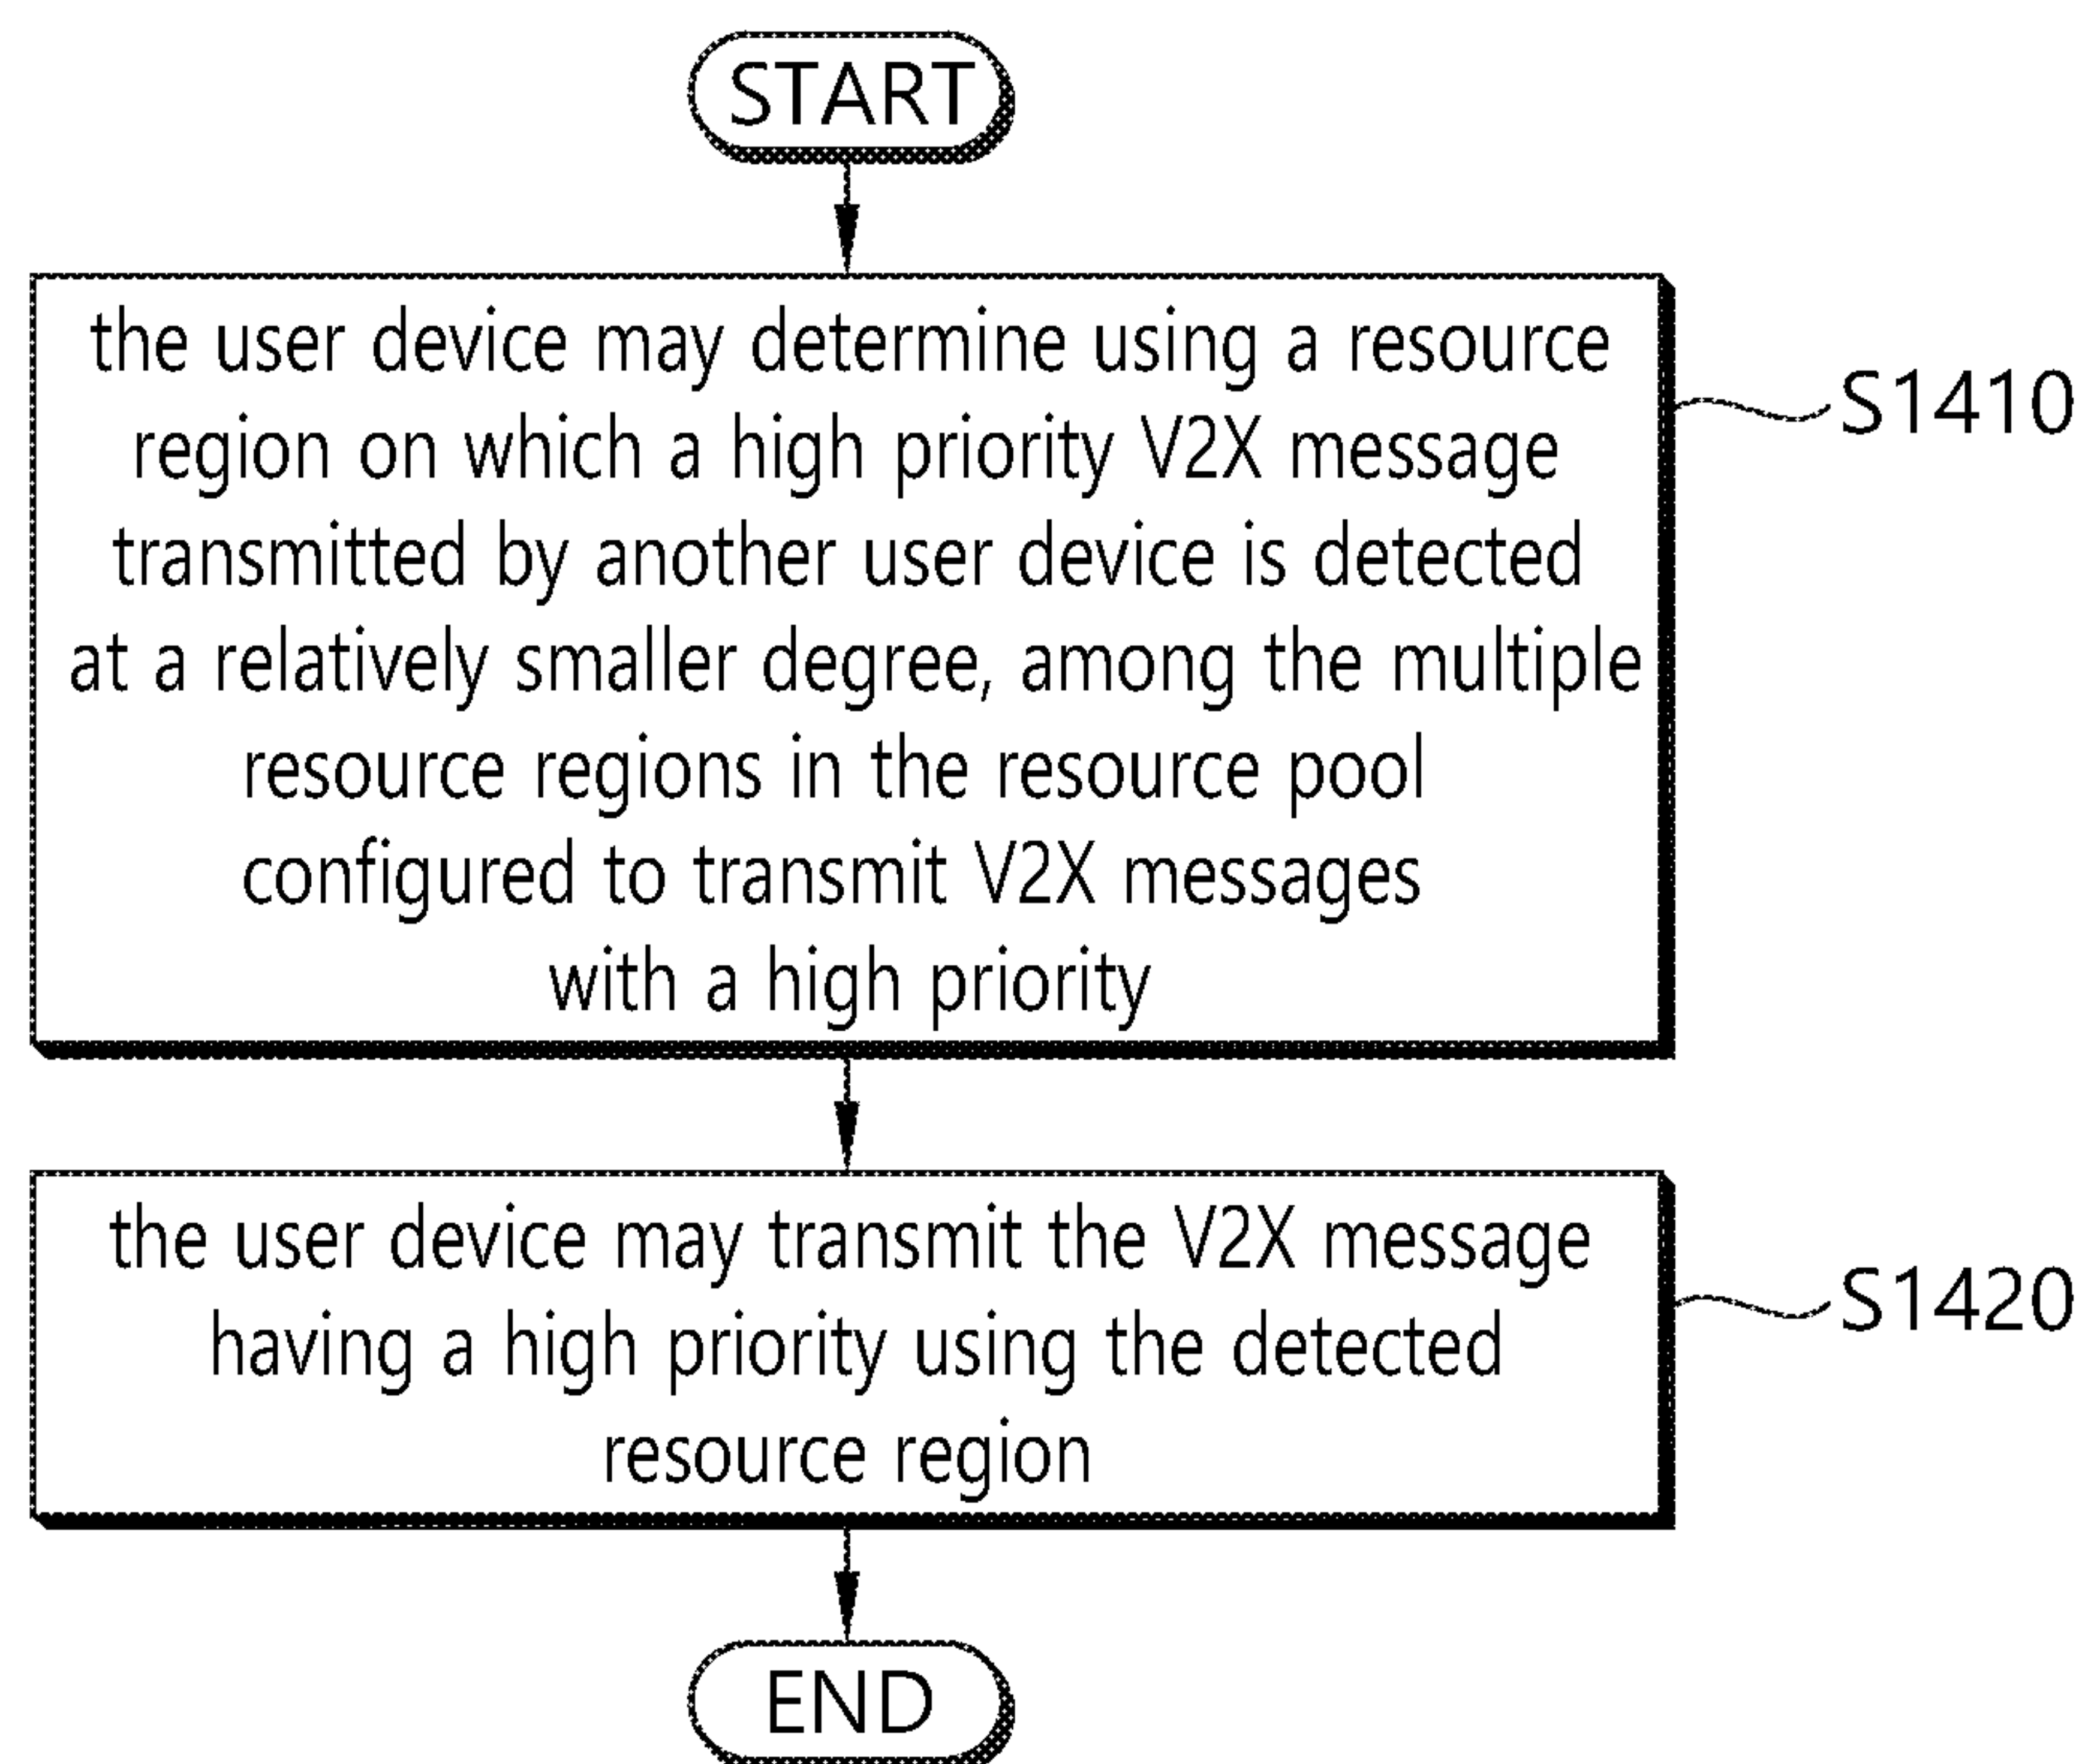 START
the user device may determine using a resource
region on which a high priority V2X message
transmitted by another user device is detected
at a relatively smaller degree, among the multiple
resource regions in the resource pool
configured to transmit V2X messages
with a high priority
S1410
the user device may transmit the V2X message
having a high priority using the detected
resource region
S1420
END